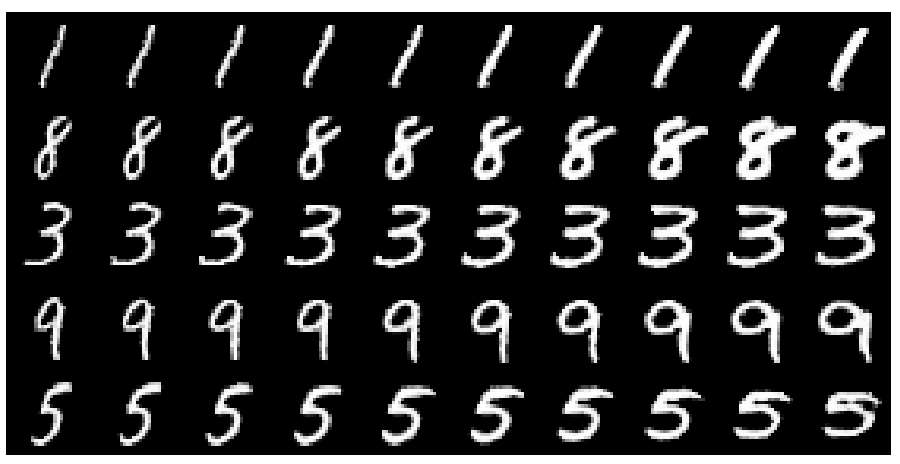 1 1 1 1 1 1 1 1 1 1
8 8 8 8 8 8 8 8 8 8
3 3 3 3 3 3 3 3 3 3
9 9 9 9 9 9 9 9 9 9
5 5 5 5 5 5 5 5 5 5